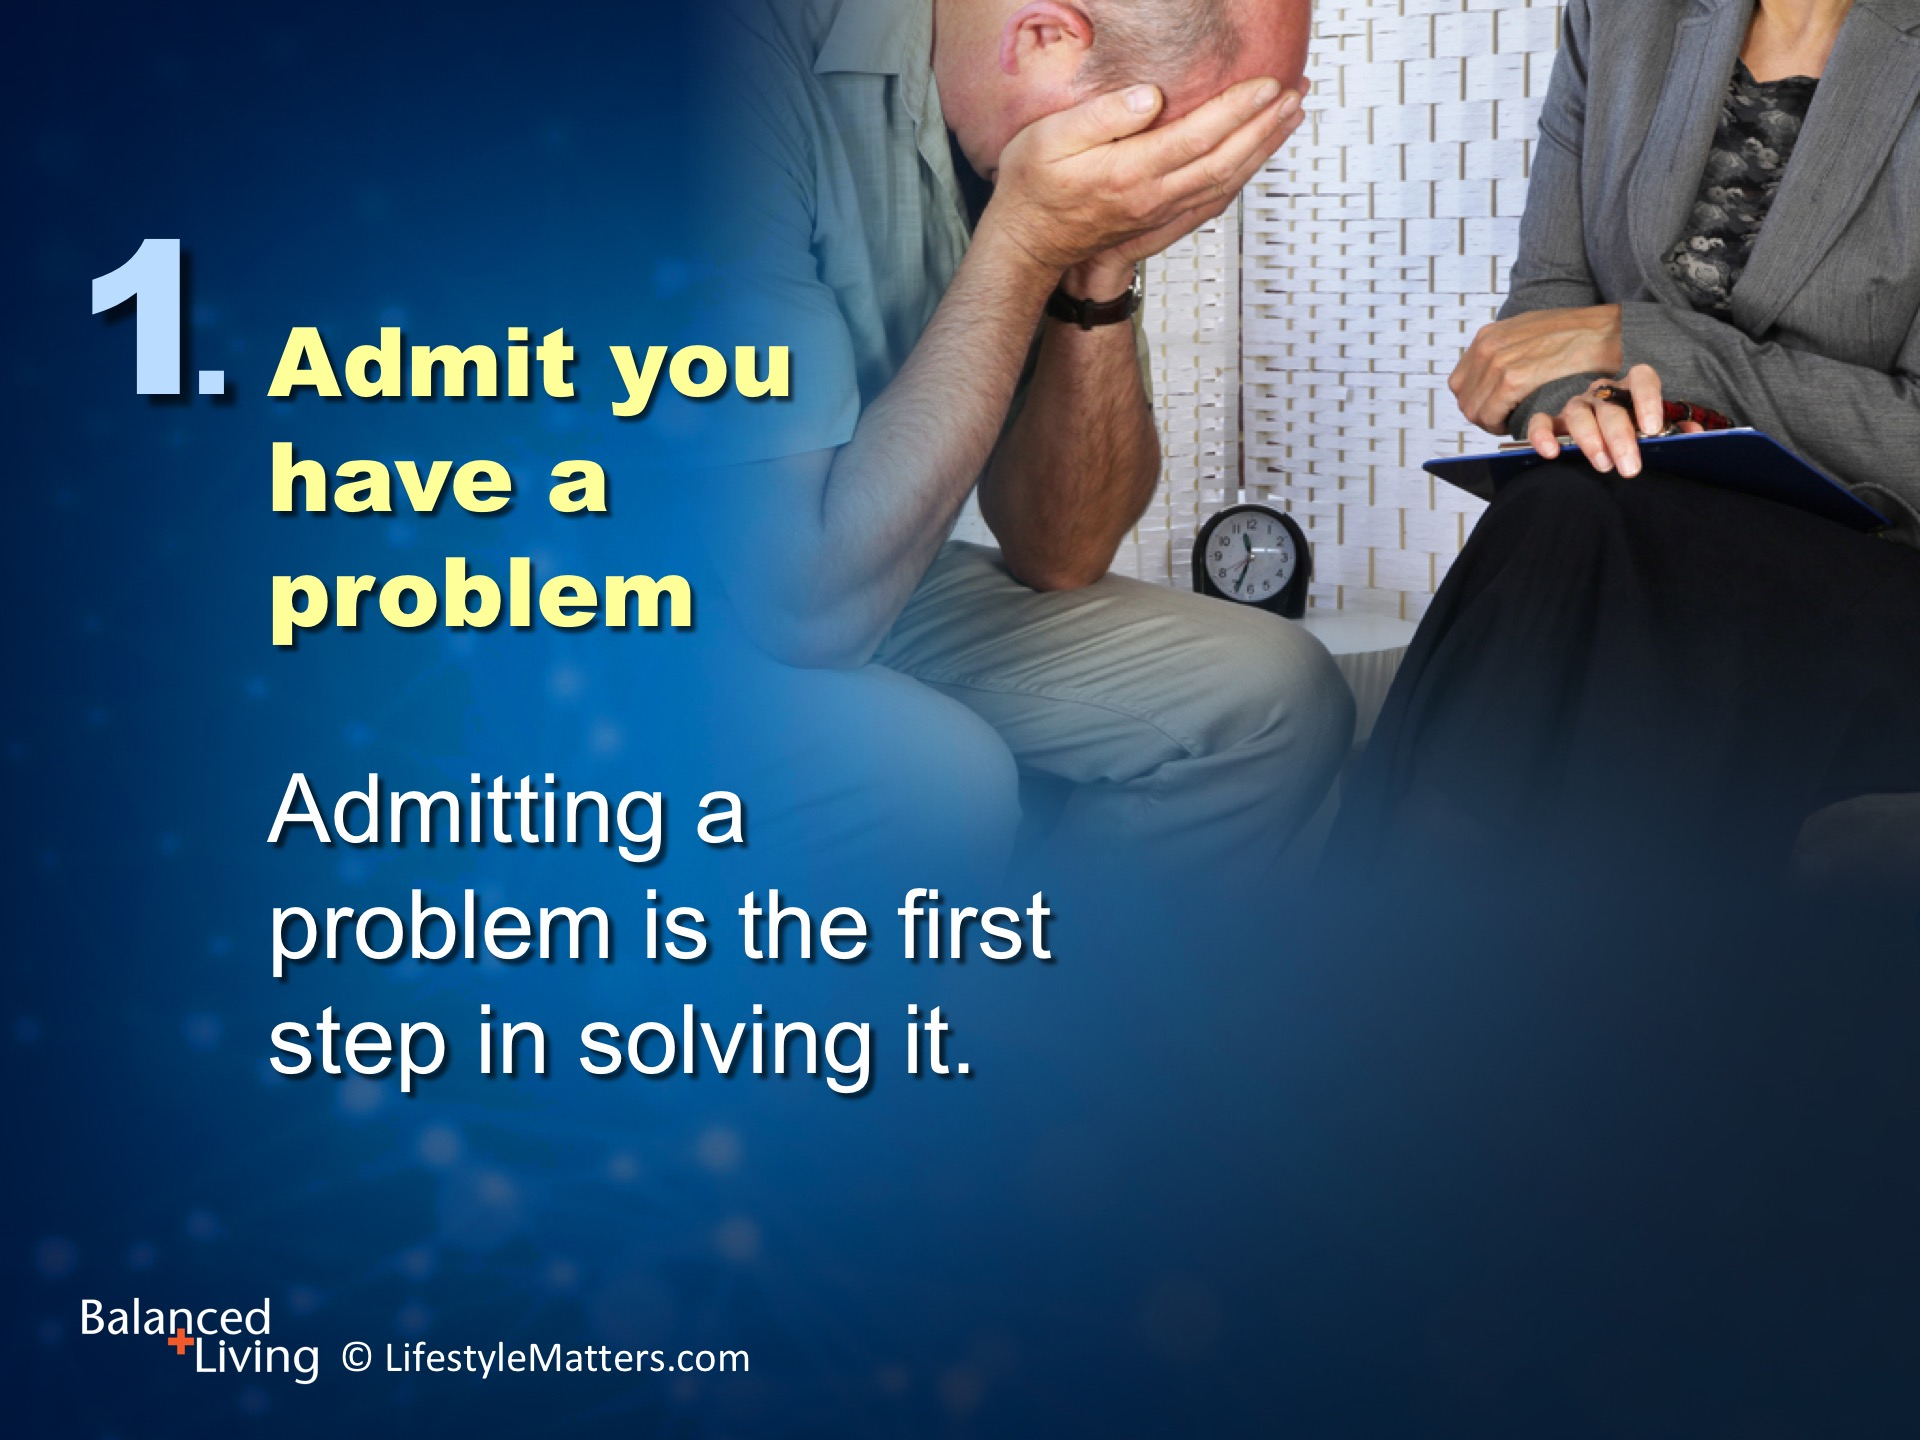 1. Admit you
have a
problem
Admitting a
problem is the first
step in solving it.
Balanced
Living © LifestyleMatters.com